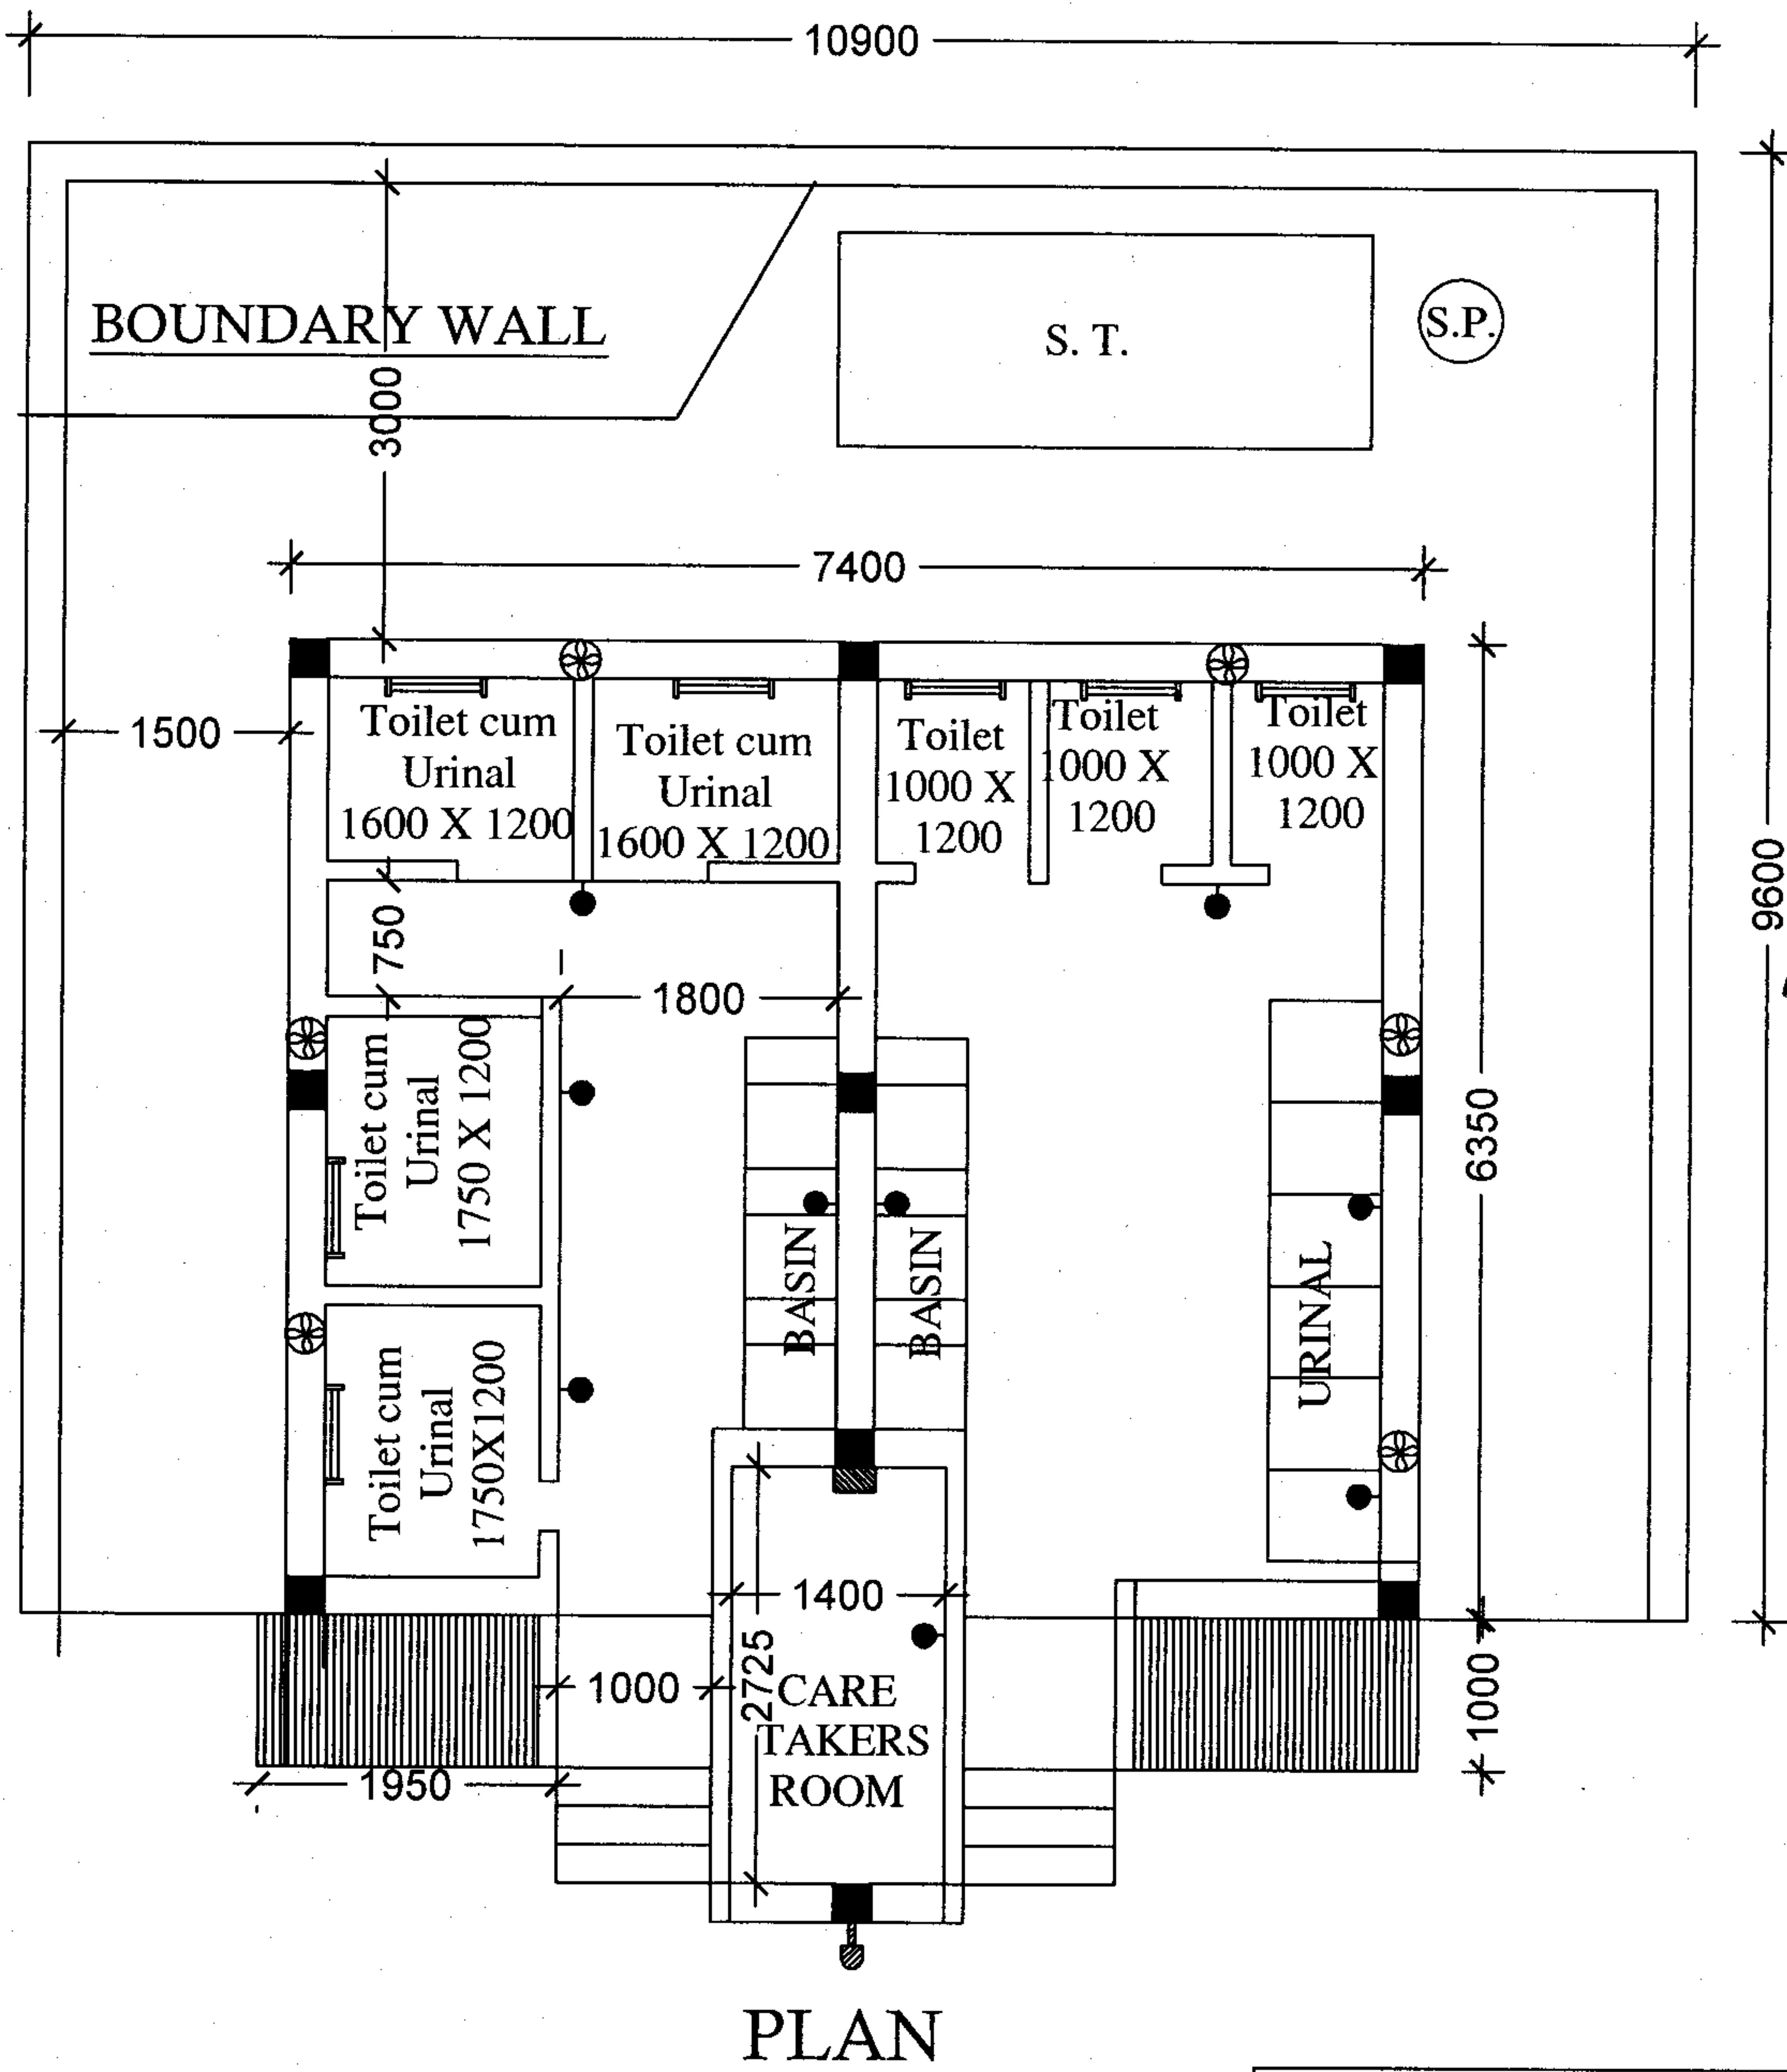 10900
BOUNDARY WALL
S. T.
S.P.
3000
7400
1500
Toilet cum
Urinal
1600 X 1200
Toilet cum
Urinal
1600 X 1200
Toilet
1000 X
1200
Toilet
1000 X
1200
Toilet
1000 X
1200
9600
750
1800
Toilet cum
Urinal
1750 X 1200
6350
BASIN
BASIN
URINAL
Toilet cum
Urinal
1750X1200
1400
2725
1000
CARE
TAKERS
ROOM
1000
1950
PLAN